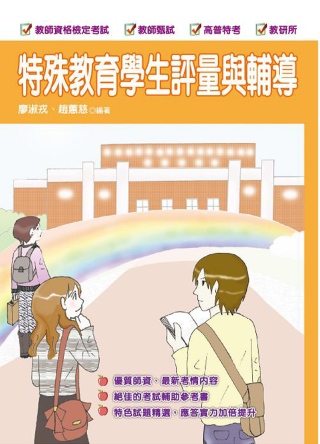 教師資格檢定考試 教師甄試 高普特考 教研所
特殊教育學生評量與輔導
廖淑戎、趙蕙慈◎編著
優質師資,最新考情內容
絕佳的考試輔助參考書
特色試題精選,應答實力加倍提升